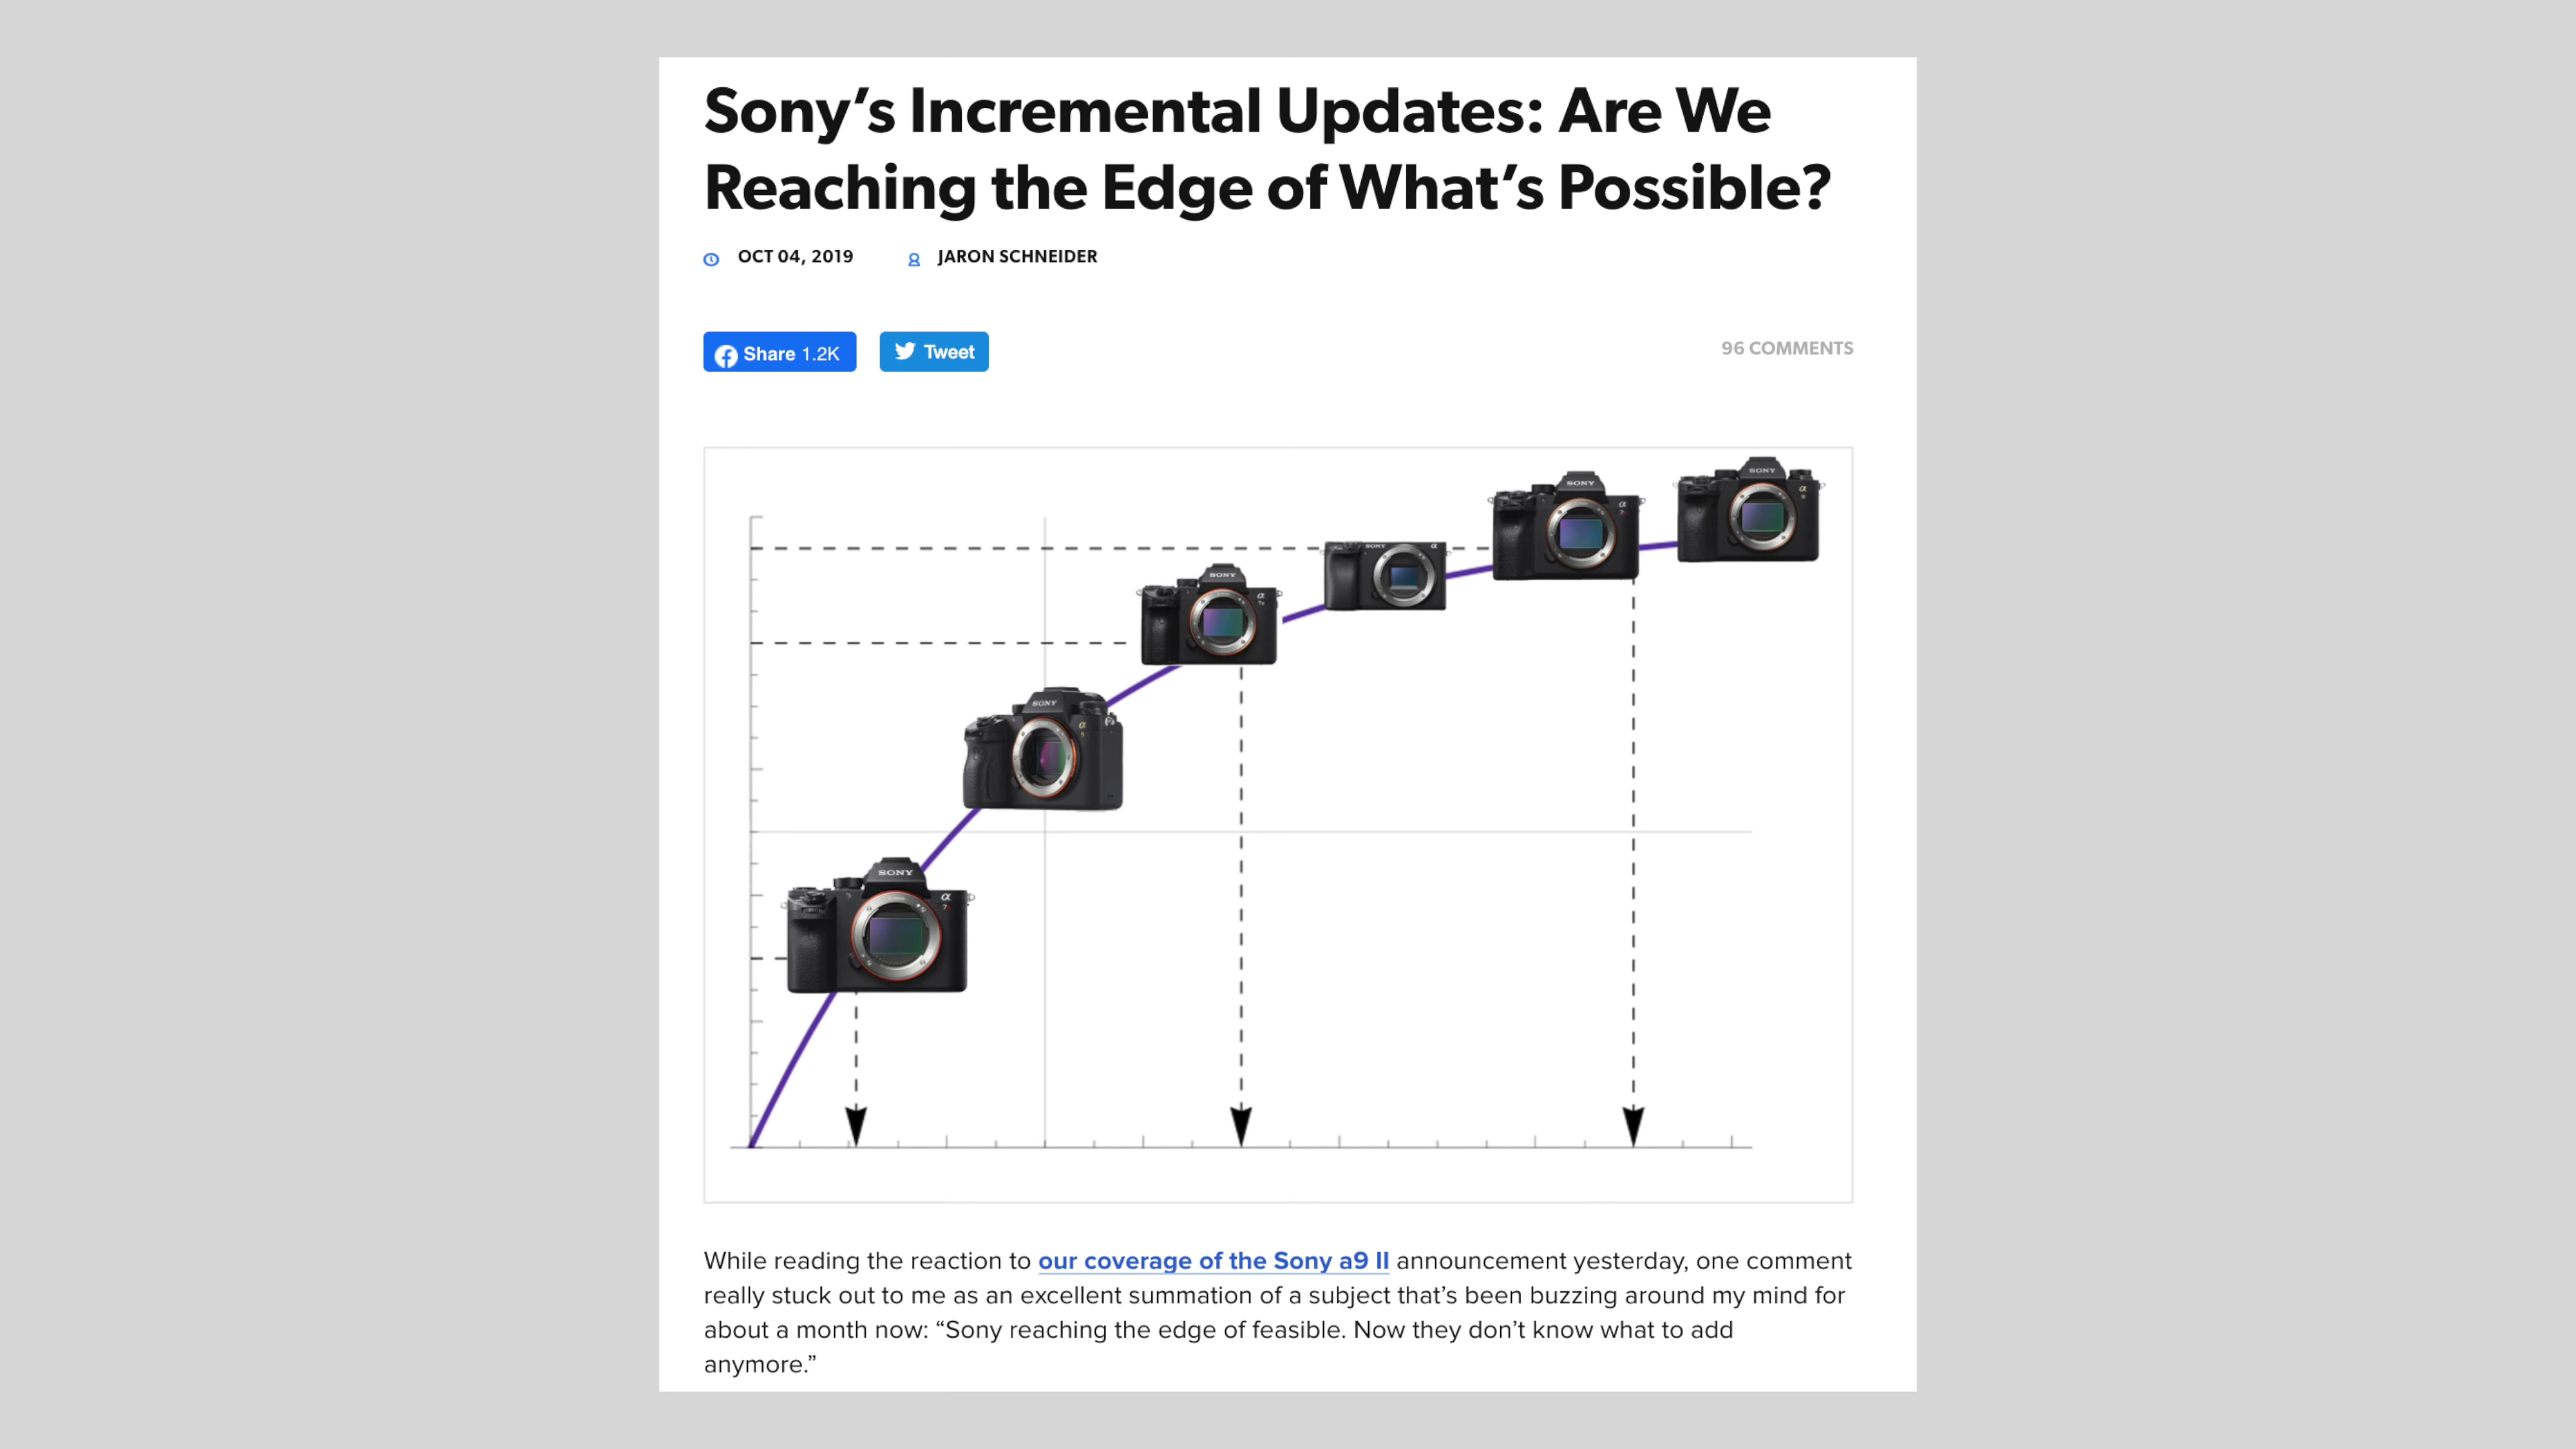 Sony’s Incremental Updates: Are We
Reaching the Edge of What’s Possible?
OCT 04, 2019 JARON SCHNEIDER
Share 1.2K Tweet 96 COMMENTS
SONY
SONY α
SONY α 7R
SONY α 9
SONY α
SONY α
While reading the reaction to our coverage of the Sony a9 II announcement yesterday, one comment
really stuck out to me as an excellent summation of a subject that’s been buzzing around my mind for
about a month now: “Sony reaching the edge of feasible. Now they don’t know what to add
anymore.”